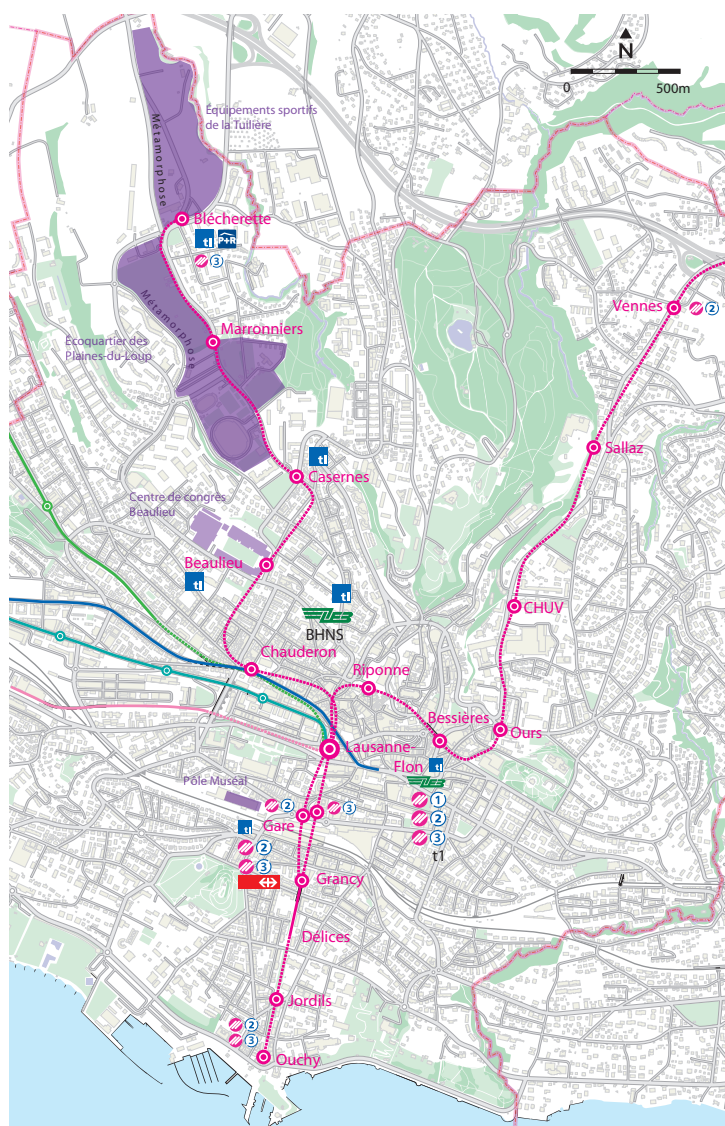 N
0 500m
Équipements sportifs
de la Tuilière
Métamorphose
Blécherette
tl P+R
3
Métamorphose
Marronniers
Écoquartier des
Plaines-du-Loup
Vennes
2
Sallaz
tl
Casernes
Centre de congrès
Beaulieu
Beaulieu
tl
tl
LEB
BHNS
CHUV
Chauderon
Riponne
Bessières
Ours
Lausanne-
Flon
tl
LEB
1
2
3
t1
Pôle Muséal
2
3
Gare
tl
2
3
Grancy
Délices
Jordils
2
3
Ouchy